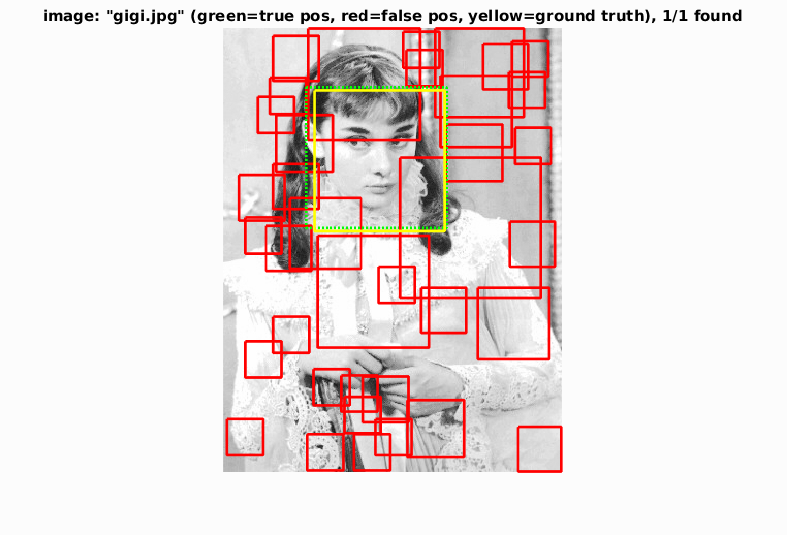 image: "gigi.jpg" (green=true pos, red=false pos, yellow=ground truth), 1/1 found